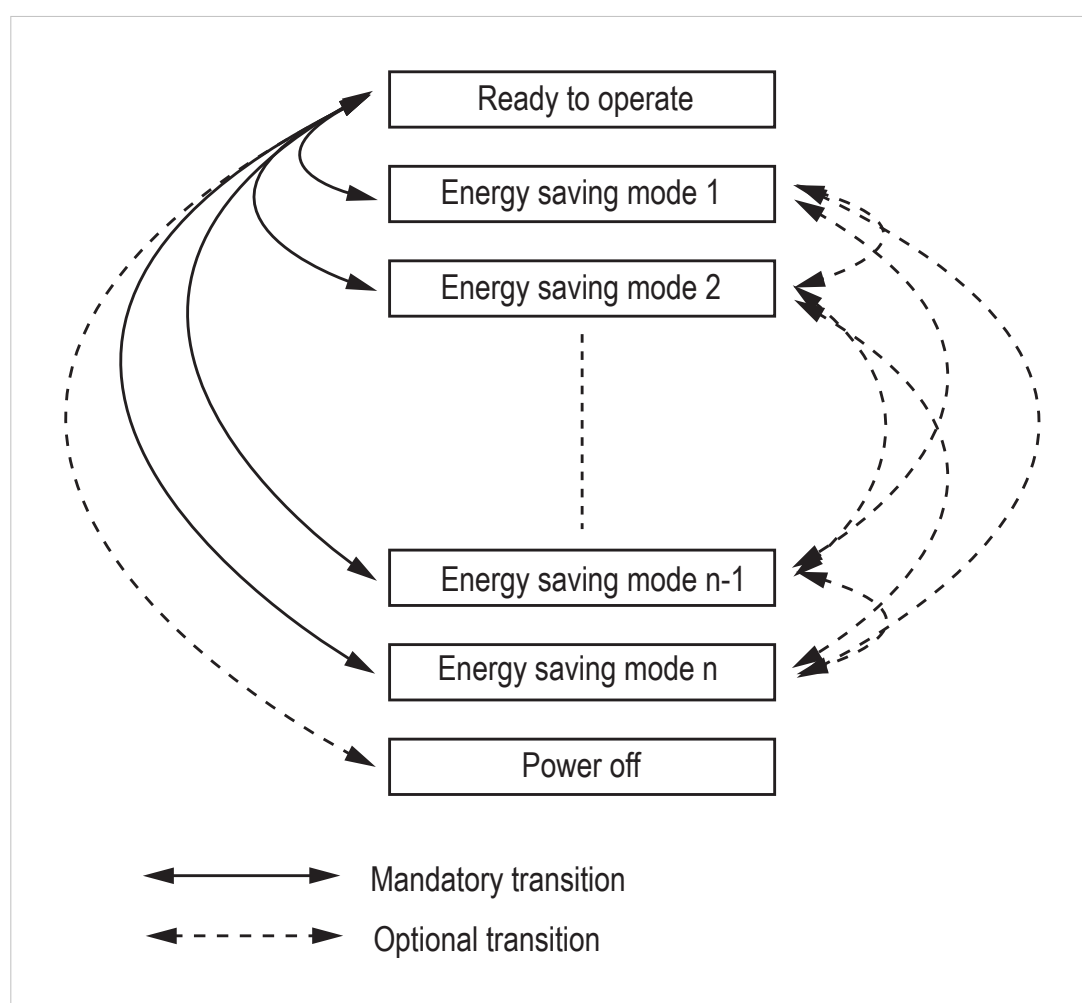 Ready to operate
Energy saving mode 1
Energy saving mode 2
Energy saving mode n-1
Energy saving mode n
Power off
Mandatory transition
Optional transition